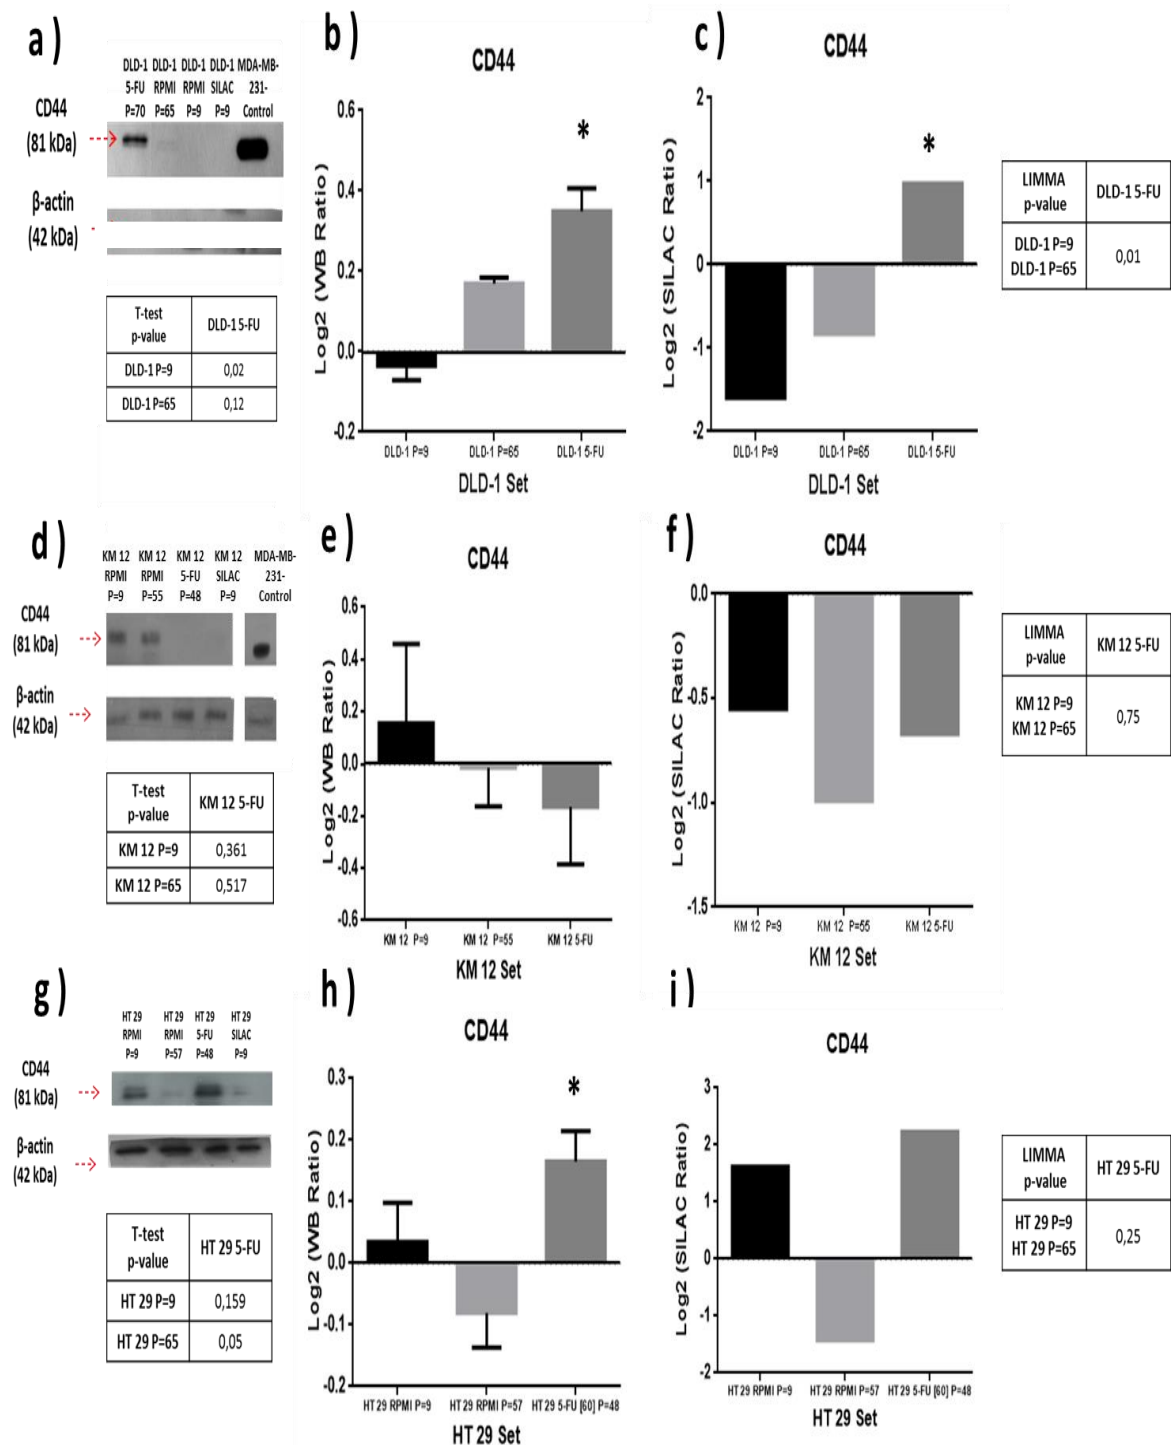 a )
DLD-1 DLD-1 DLD-1 DLD-1 MDA-MB-
5-FU RPMI RPMI SILAC 231-
P=70 P=65 P=9 P=9 Control
CD44
(81 kDa)
β-actin
(42 kDa)
T-test
p-value
DLD-1 5-FU
DLD-1 P=9
0,02
DLD-1 P=65
0,12
b )
CD44
Log2 (WB Ratio)
0.6
0.4
0.2
0.0
-0.2
*
DLD-1 P=9
DLD-1 P=65
DLD-1 5-FU
DLD-1 Set
c )
CD44
Log2 (SILAC Ratio)
2
1
0
-1
-2
*
DLD-1 P=9
DLD-1 P=65
DLD-1 5-FU
DLD-1 Set
LIMMA
p-value
DLD-1 5-FU
DLD-1 P=9
DLD-1 P=65
0,01
d )
KM 12 KM 12 KM 12 KM 12 MDA-MB-
RPMI RPMI 5-FU SILAC 231-
P=9 P=55 P=48 P=9 Control
CD44
(81 kDa)
β-actin
(42 kDa)
T-test
p-value
KM 12 5-FU
KM 12 P=9
0,361
KM 12 P=65
0,517
e )
CD44
Log2 (WB Ratio)
0.6
0.4
0.2
0.0
-0.2
-0.4
-0.6
KM 12 P=9
KM 12 P=55
KM 12 5-FU
KM 12 Set
f )
CD44
Log2 (SILAC Ratio)
0.0
-0.5
-1.0
-1.5
KM 12 P=9
KM 12 P=55
KM 12 5-FU
KM 12 Set
LIMMA
p-value
KM 12 5-FU
KM 12 P=9
KM 12 P=65
0,75
g )
HT 29 HT 29 HT 29 HT 29
RPMI RPMI 5-FU SILAC
P=9 P=57 P=48 P=9
CD44
(81 kDa)
β-actin
(42 kDa)
T-test
p-value
HT 29 5-FU
HT 29 P=9
0,159
HT 29 P=65
0,05
h )
CD44
Log2 (WB Ratio)
0.3
0.2
0.1
0.0
-0.1
-0.2
*
HT 29 RPMI P=9
HT 29 RPMI P=57
HT 29 5-FU [60] P=48
HT 29 Set
i )
CD44
Log2 (SILAC Ratio)
3
2
1
0
-1
-2
HT 29 RPMI P=9
HT 29 RPMI P=57
HT 29 5-FU [60] P=48
HT 29 Set
LIMMA
p-value
HT 29 5-FU
HT 29 P=9
HT 29 P=65
0,25